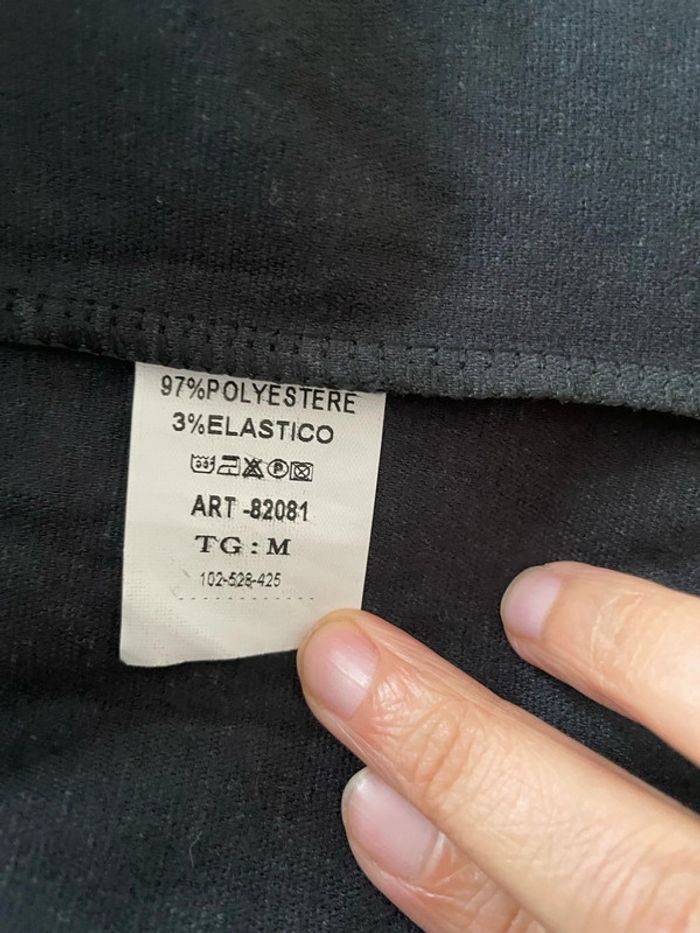 97%POLYESTERE
3%ELASTICO
ART -82081
TG : M
102-528-425